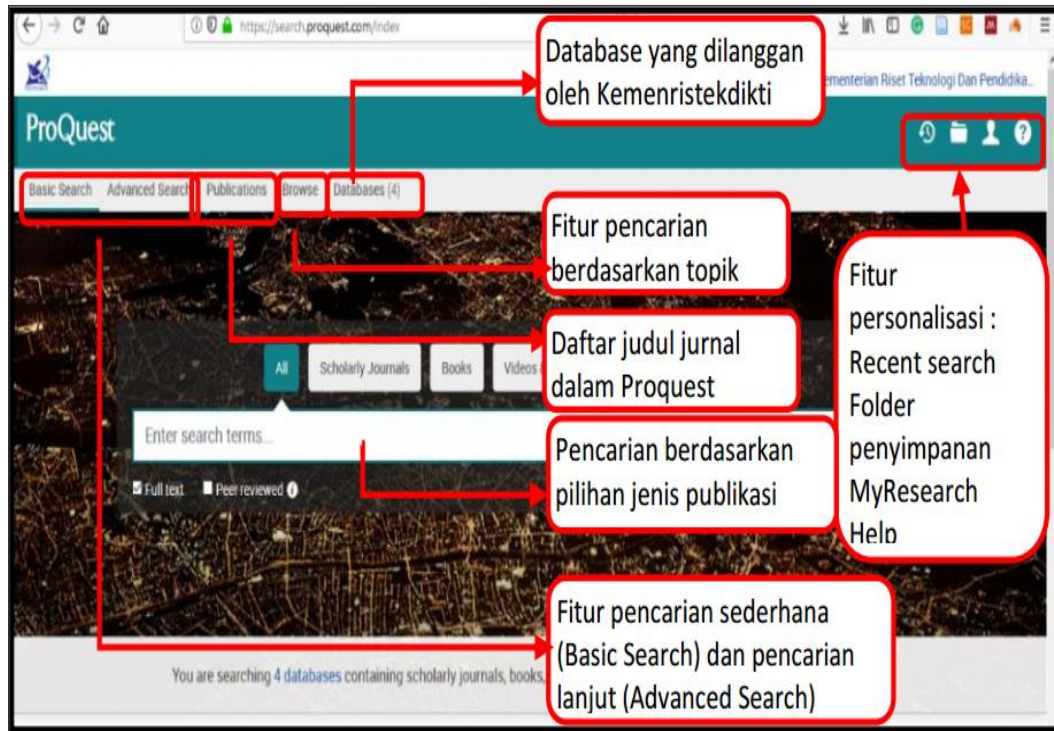 https://search.proquest.com/index
Database yang dilanggan
oleh Kemenristekdikti
ementerian Riset Teknologi Dan Pendidika...
ProQuest
Basic Search Advanced Search Publications Browse Databases (4)
Fitur pencarian
berdasarkan topik
Fitur
personalisasi :
Recent search
Folder
penyimpanan
MyResearch
Help
Daftar judul jurnal
dalam Proquest
All Scholarly Journals Books Videos
Enter search terms...
Full text Peer reviewed
Pencarian berdasarkan
pilihan jenis publikasi
Fitur pencarian sederhana
(Basic Search) dan pencarian
lanjut (Advanced Search)
You are searching 4 databases containing scholarly journals, books,